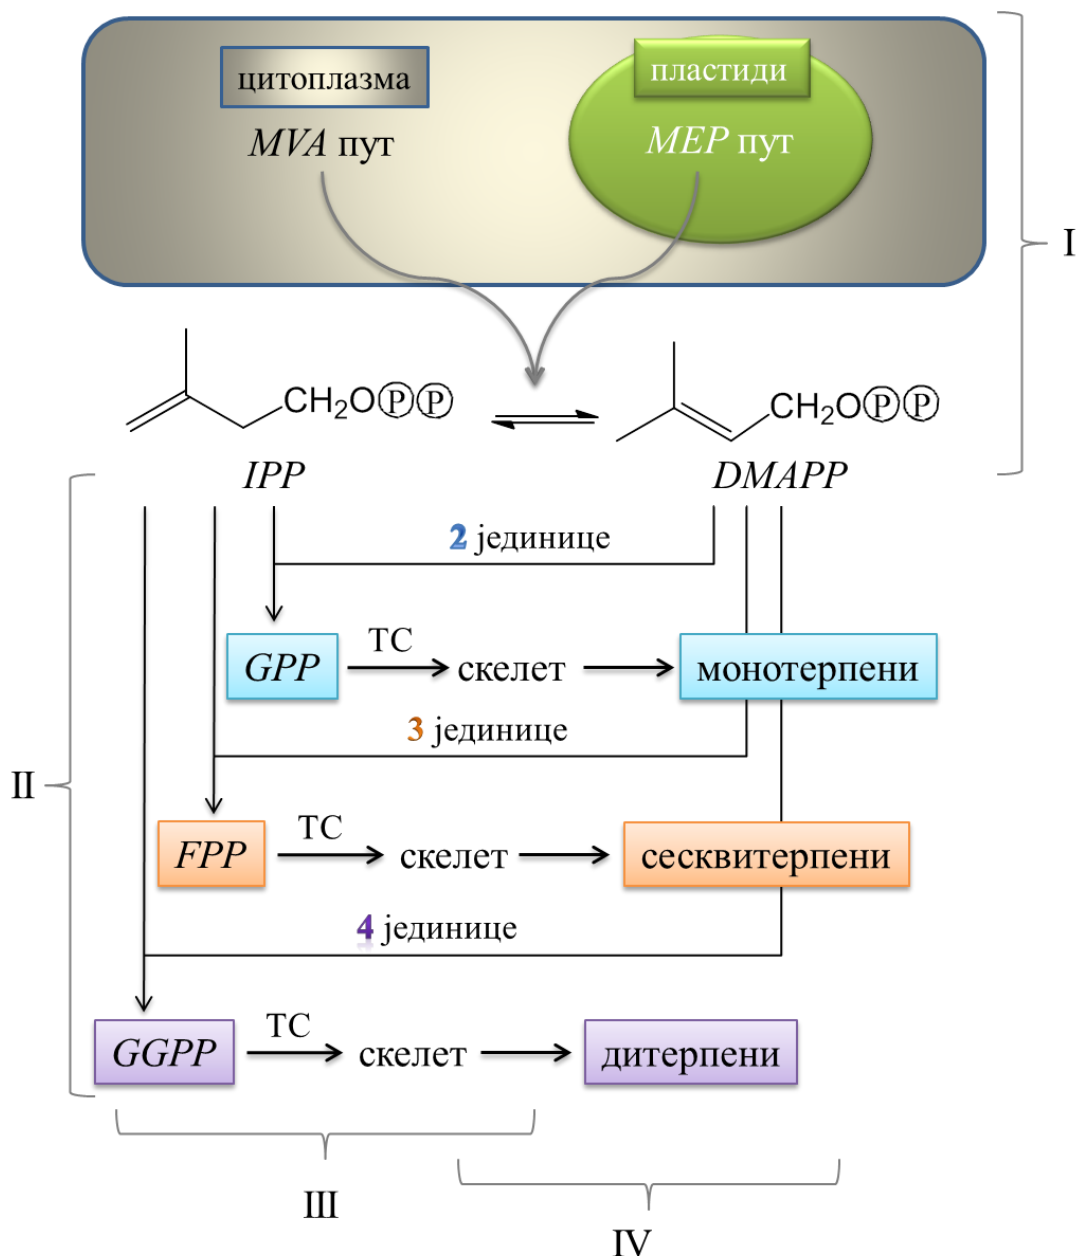 цитоплазма
пластиди
MVA пут
MEP пут
I
CH2OPP
CH2OPP
IPP
DMAPP
2 јединице
GPP
TC
скелет
монотерпени
3 јединице
II
FPP
TC
скелет
сесквитерпени
4 јединице
GGPP
TC
скелет
дитерпени
III
IV